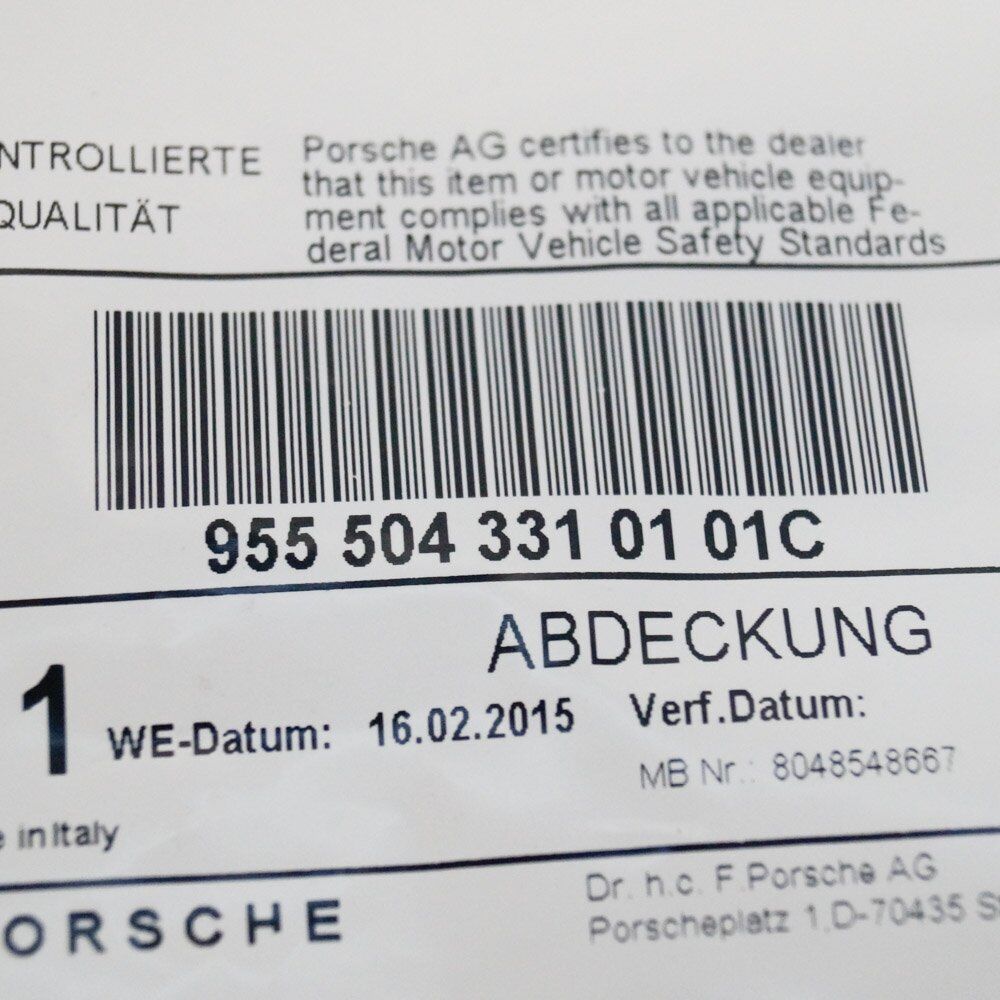 NTROLLIERTE
QUALITÄT
Porsche AG certifies to the dealer
that this item or motor vehicle equip-
ment complies with all applicable Fe-
deral Motor Vehicle Safety Standards
955 504 331 01 01C
ABDECKUNG
1 WE-Datum: 16.02.2015 Verf.Datum:
MB Nr.: 8048548667
e in Italy
ORSCHE
Dr. h.c. F.Porsche AG
Porscheplatz 1,D-70435 S